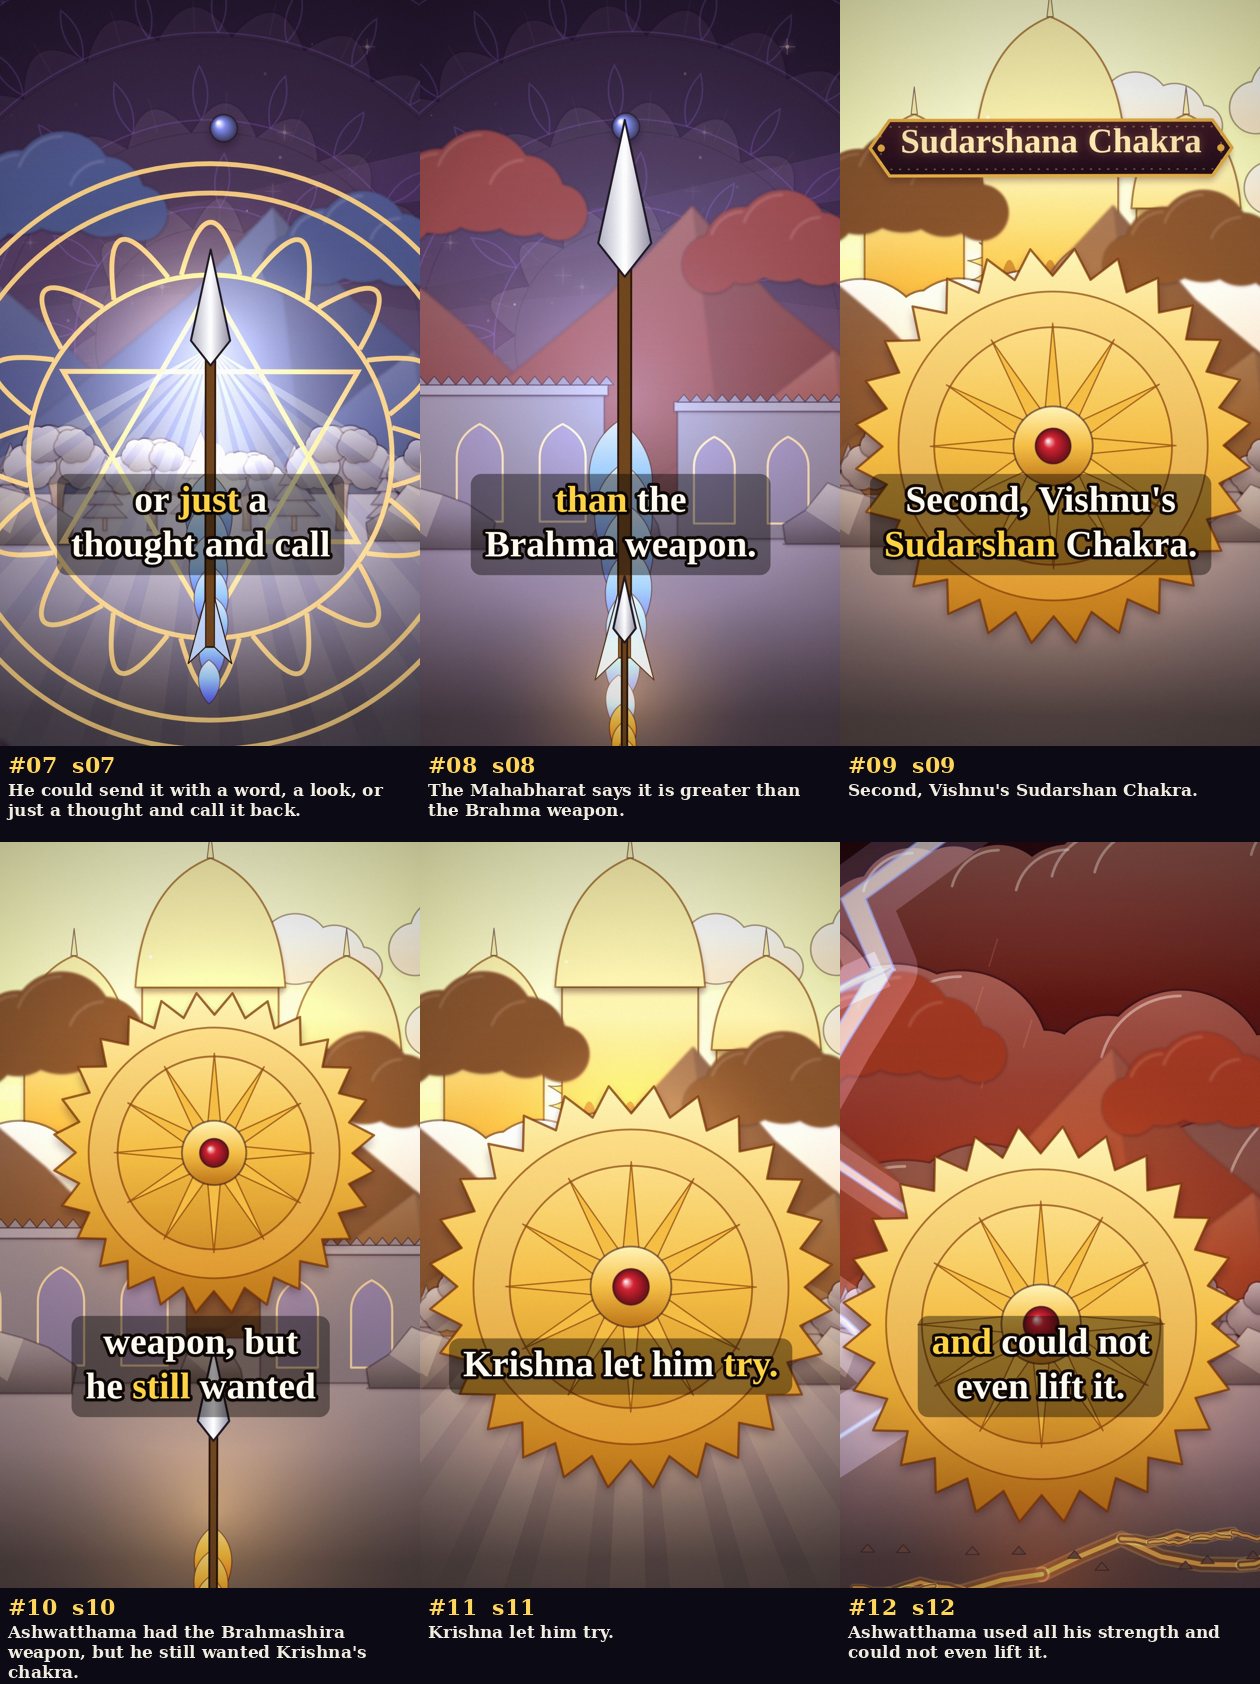 or just a
thought and call
than the
Brahma weapon.
Sudarshana Chakra
Second, Vishnu's
Sudarshan Chakra.
#07 s07
He could send it with a word, a look, or
just a thought and call it back.
#08 s08
The Mahabharat says it is greater than
the Brahma weapon.
#09 s09
Second, Vishnu's Sudarshan Chakra.
weapon, but
he still wanted
Krishna let him try.
and could not
even lift it.
#10 s10
Ashwatthama had the Brahmashira
weapon, but he still wanted Krishna's
chakra.
#11 s11
Krishna let him try.
#12 s12
Ashwatthama used all his strength and
could not even lift it.